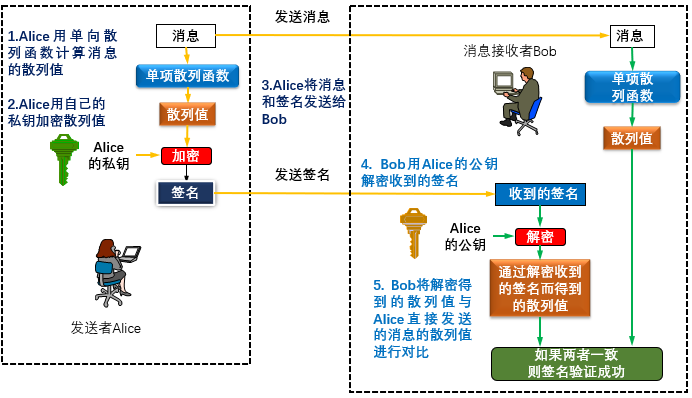 发送消息
1.Alice用单向散
列函数计算消息
的散列值
消息
单项散列函数
2.Alice用自己的
私钥加密散列值
散列值
Alice
的私钥
加密
签名
发送者Alice
3.Alice将消息
和签名发送给
Bob
发送签名
消息接收者Bob
消息
单项散
列函数
散列值
4. Bob用Alice的公钥
解密收到的签名
收到的签名
Alice
的公钥
解密
通过解密收到
的签名而得到
的散列值
5. Bob将解密得
到的散列值与
Alice直接发送
的消息的散列值
进行对比
如果两者一致
则签名验证成功